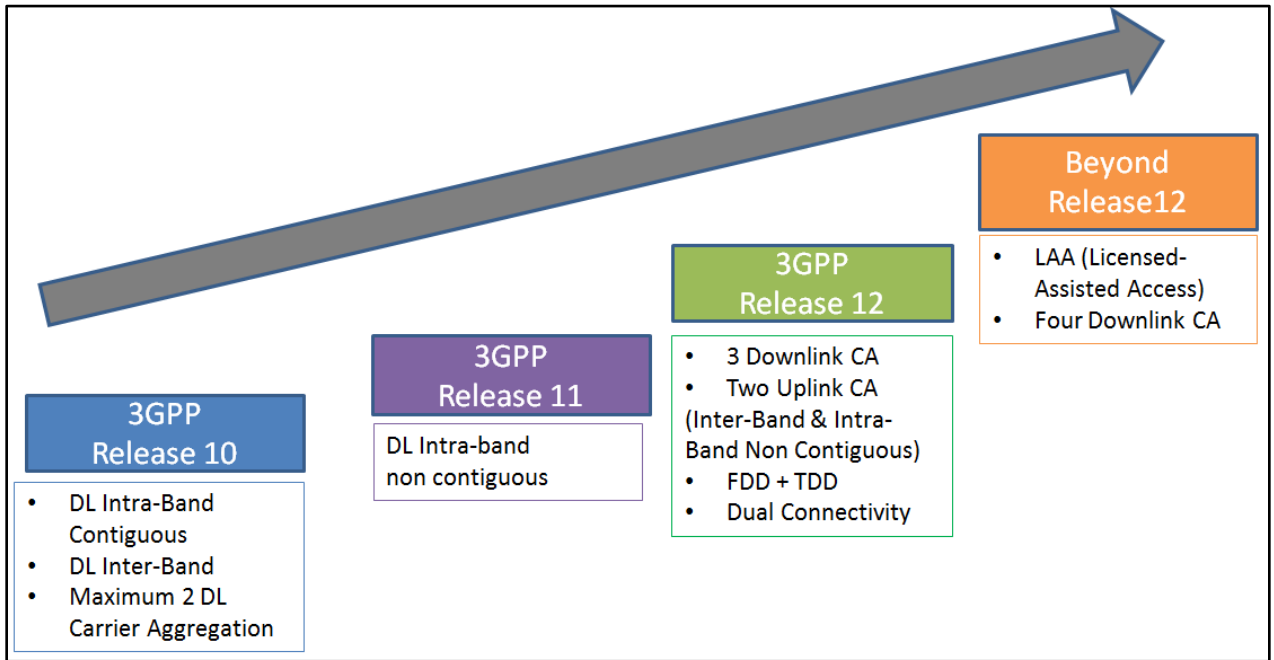 3GPP
Release 10
• DL Intra-Band
Contiguous
• DL Inter-Band
• Maximum 2 DL
Carrier Aggregation
3GPP
Release 11
DL Intra-band
non contiguous
3GPP
Release 12
• 3 Downlink CA
• Two Uplink CA
(Inter-Band & Intra-
Band Non Contiguous)
• FDD + TDD
• Dual Connectivity
Beyond
Release12
• LAA (Licensed-
Assisted Access)
• Four Downlink CA